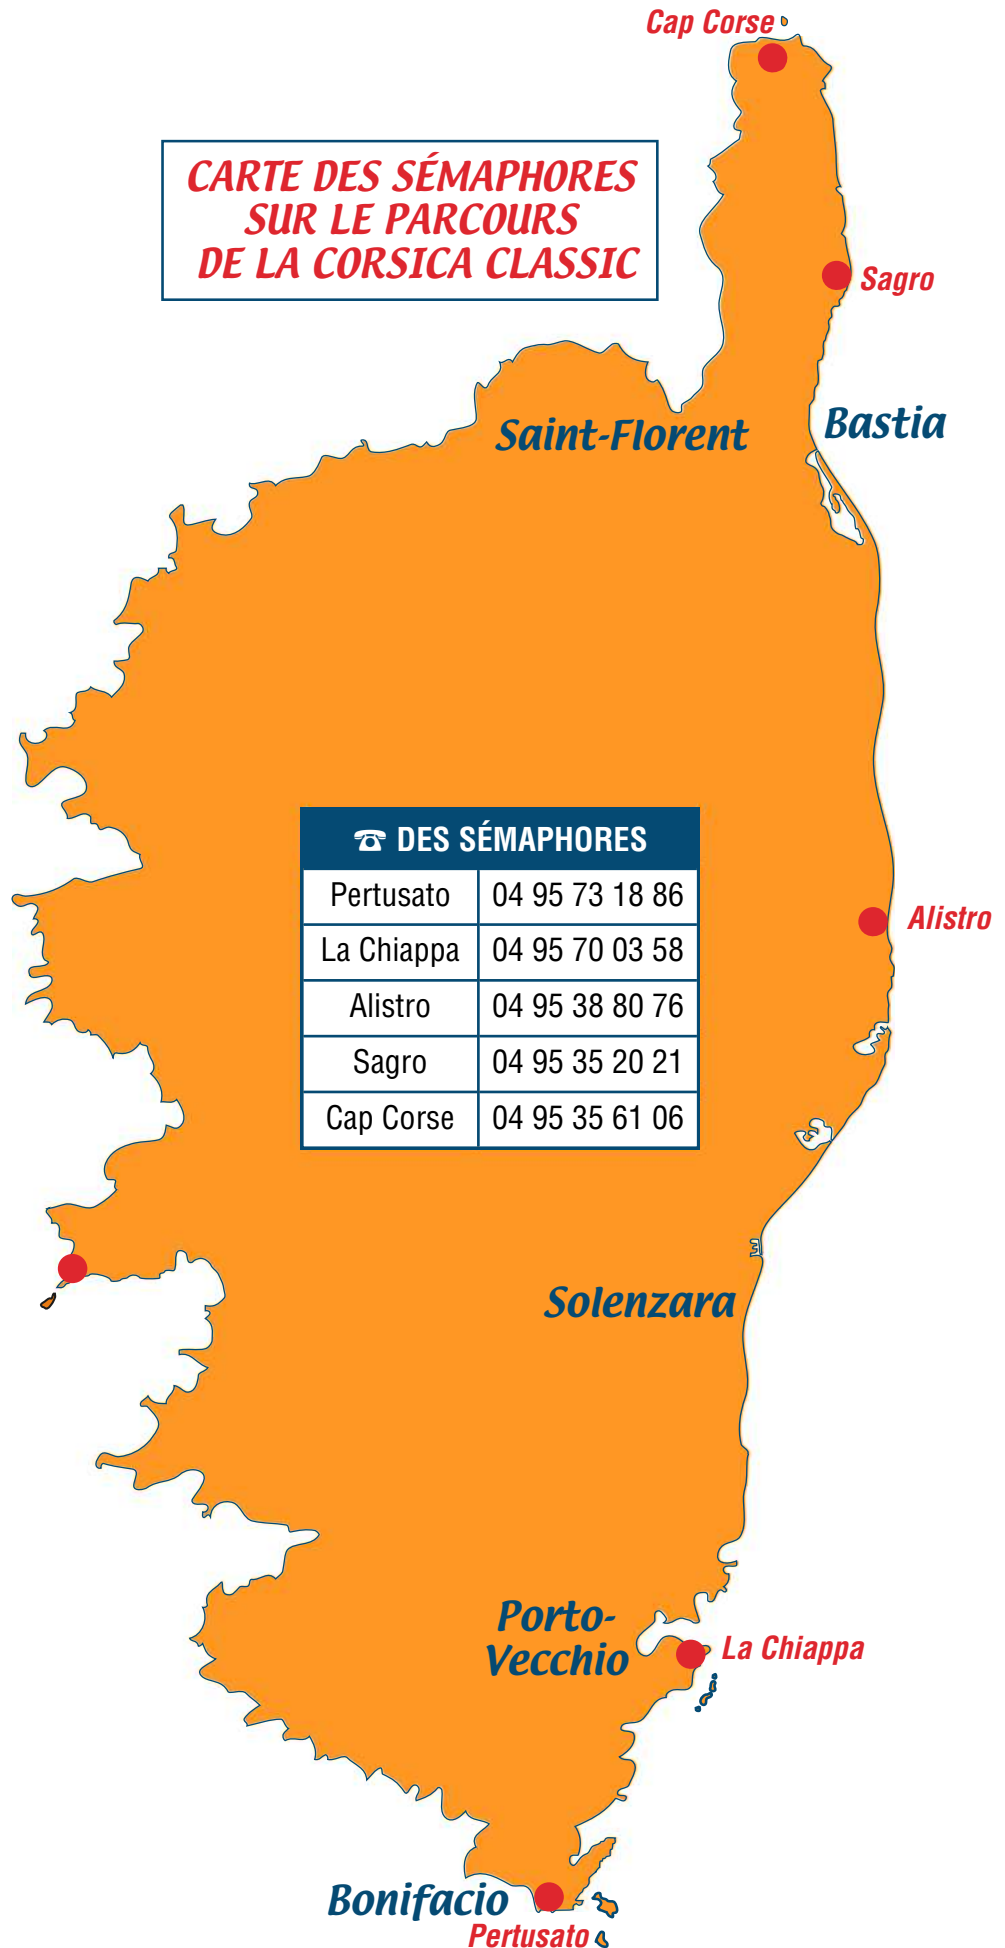 Cap Corse
CARTE DES SÉMAPHORES
SUR LE PARCOURS
DE LA CORSICA CLASSIC
Sagro
Bastia
Saint-Florent
☎ DES SÉMAPHORES
Pertusato 04 95 73 18 86
La Chiappa 04 95 70 03 58
Alistro 04 95 38 80 76
Sagro 04 95 35 20 21
Cap Corse 04 95 35 61 06
Alistro
Solenzara
Porto-
Vecchio
La Chiappa
Bonifacio
Pertusato